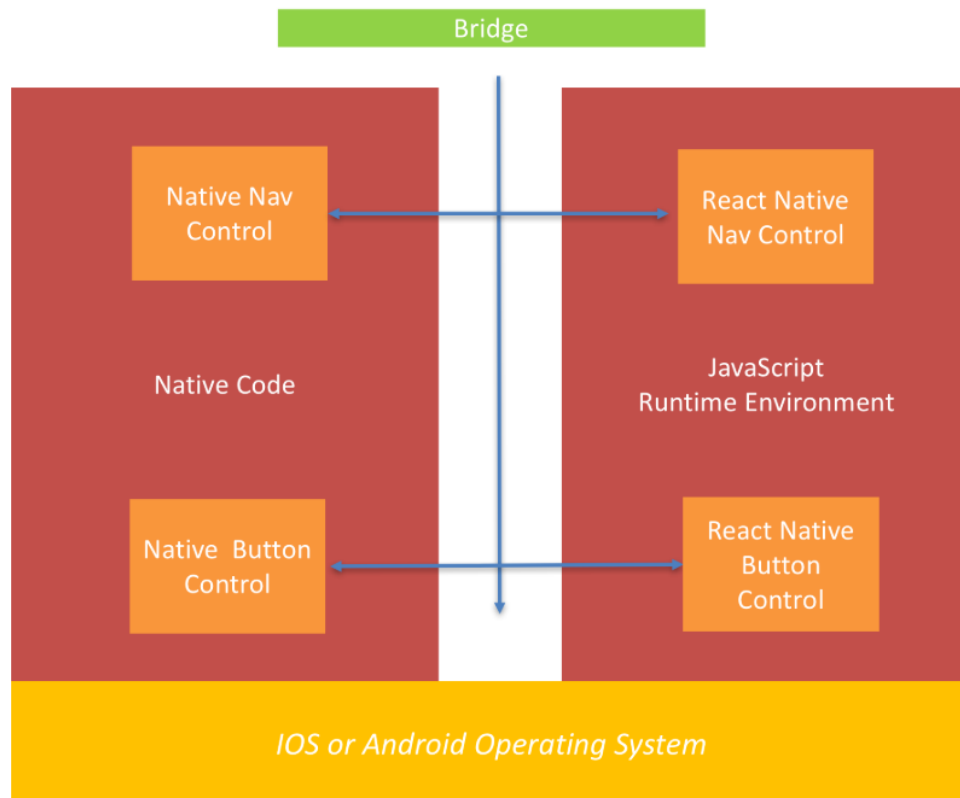 Bridge
Native Nav
Control
React Native
Nav Control
Native Code
JavaScript
Runtime Environment
Native Button
Control
React Native
Button
Control
IOS or Android Operating System